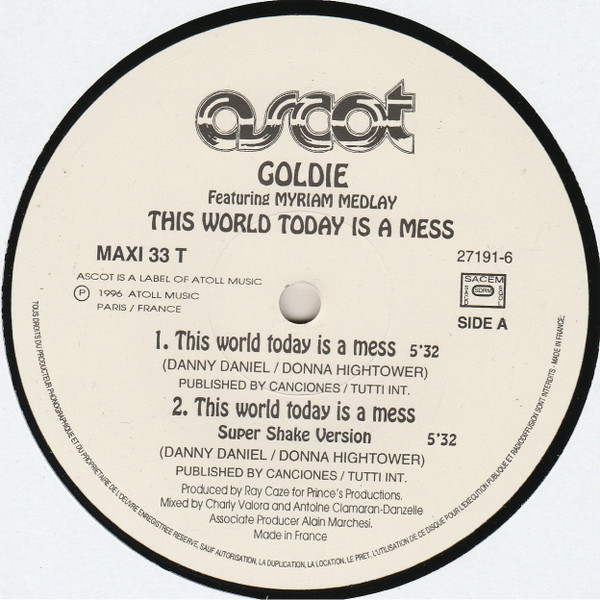 ascot
GOLDIE
Featuring MYRIAM MEDLAY
THIS WORLD TODAY IS A MESS
MAXI 33 T
27191-6
ASCOT IS A LABEL OF ATOLL MUSIC
Ⓟ 1996 ATOLL MUSIC
PARIS / FRANCE
SACEM
SACD
SDRM
SGDL
SIDE A
1. This world today is a mess 5'32
(DANNY DANIEL / DONNA HIGHTOWER)
PUBLISHED BY CANCIONES / TUTTI INT.
2. This world today is a mess
Super Shake Version 5'32
(DANNY DANIEL / DONNA HIGHTOWER)
PUBLISHED BY CANCIONES / TUTTI INT.
Produced by Ray Caze for Prince's Productions.
Mixed by Charly Valora and Antoine Clamaran-Danzelle
Associate Producer Alain Marchesi.
Made in France
TOUS DROITS DU PRODUCTEUR PHONOGRAPHIQUE ET DU PROPRIETAIRE DE L'OEUVRE ENREGISTREE RESERVE, SAUF AUTORISATION, LA DUPLICATION, LA LOCATION, LE PRET, L'UTILISATION DE CE DISQUE POUR L'EXECUTION PUBLIQUE ET RADIODIFFUSION SONT INTERDITS - MADE IN FRANCE;